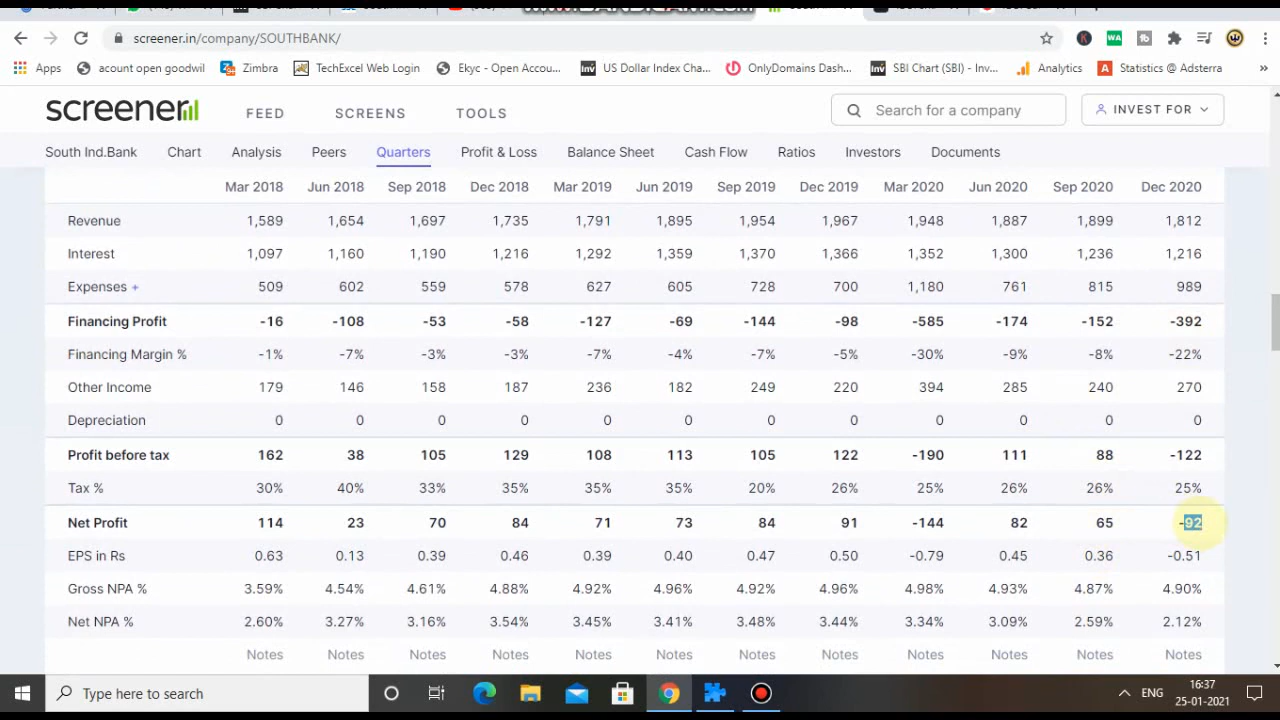 screener.in/company/SOUTHBANK/
Apps acount open goodwil Zimbra TechExcel Web Login Ekyc - Open Accou... US Dollar Index Cha... OnlyDomains Dash... SBI Chart (SBI) - Inv... Analytics Statistics @ Adsterra »
screener FEED SCREENS TOOLS Search for a company INVEST FOR
South Ind.Bank Chart Analysis Peers Quarters Profit & Loss Balance Sheet Cash Flow Ratios Investors Documents
Mar 2018 Jun 2018 Sep 2018 Dec 2018 Mar 2019 Jun 2019 Sep 2019 Dec 2019 Mar 2020 Jun 2020 Sep 2020 Dec 2020
Revenue 1,589 1,654 1,697 1,735 1,791 1,895 1,954 1,967 1,948 1,887 1,899 1,812
Interest 1,097 1,160 1,190 1,216 1,292 1,359 1,370 1,366 1,352 1,300 1,236 1,216
Expenses + 509 602 559 578 627 605 728 700 1,180 761 815 989
Financing Profit -16 -108 -53 -58 -127 -69 -144 -98 -585 -174 -152 -392
Financing Margin % -1% -7% -3% -3% -7% -4% -7% -5% -30% -9% -8% -22%
Other Income 179 146 158 187 236 182 249 220 394 285 240 270
Depreciation 0 0 0 0 0 0 0 0 0 0 0 0
Profit before tax 162 38 105 129 108 113 105 122 -190 111 88 -122
Tax % 30% 40% 33% 35% 35% 35% 20% 26% 25% 26% 26% 25%
Net Profit 114 23 70 84 71 73 84 91 -144 82 65 -92
EPS in Rs 0.63 0.13 0.39 0.46 0.39 0.40 0.47 0.50 -0.79 0.45 0.36 -0.51
Gross NPA % 3.59% 4.54% 4.61% 4.88% 4.92% 4.96% 4.92% 4.96% 4.98% 4.93% 4.87% 4.90%
Net NPA % 2.60% 3.27% 3.16% 3.54% 3.45% 3.41% 3.48% 3.44% 3.34% 3.09% 2.59% 2.12%
Notes Notes Notes Notes Notes Notes Notes Notes Notes Notes Notes Notes
Type here to search ENG 16:37
25-01-2021